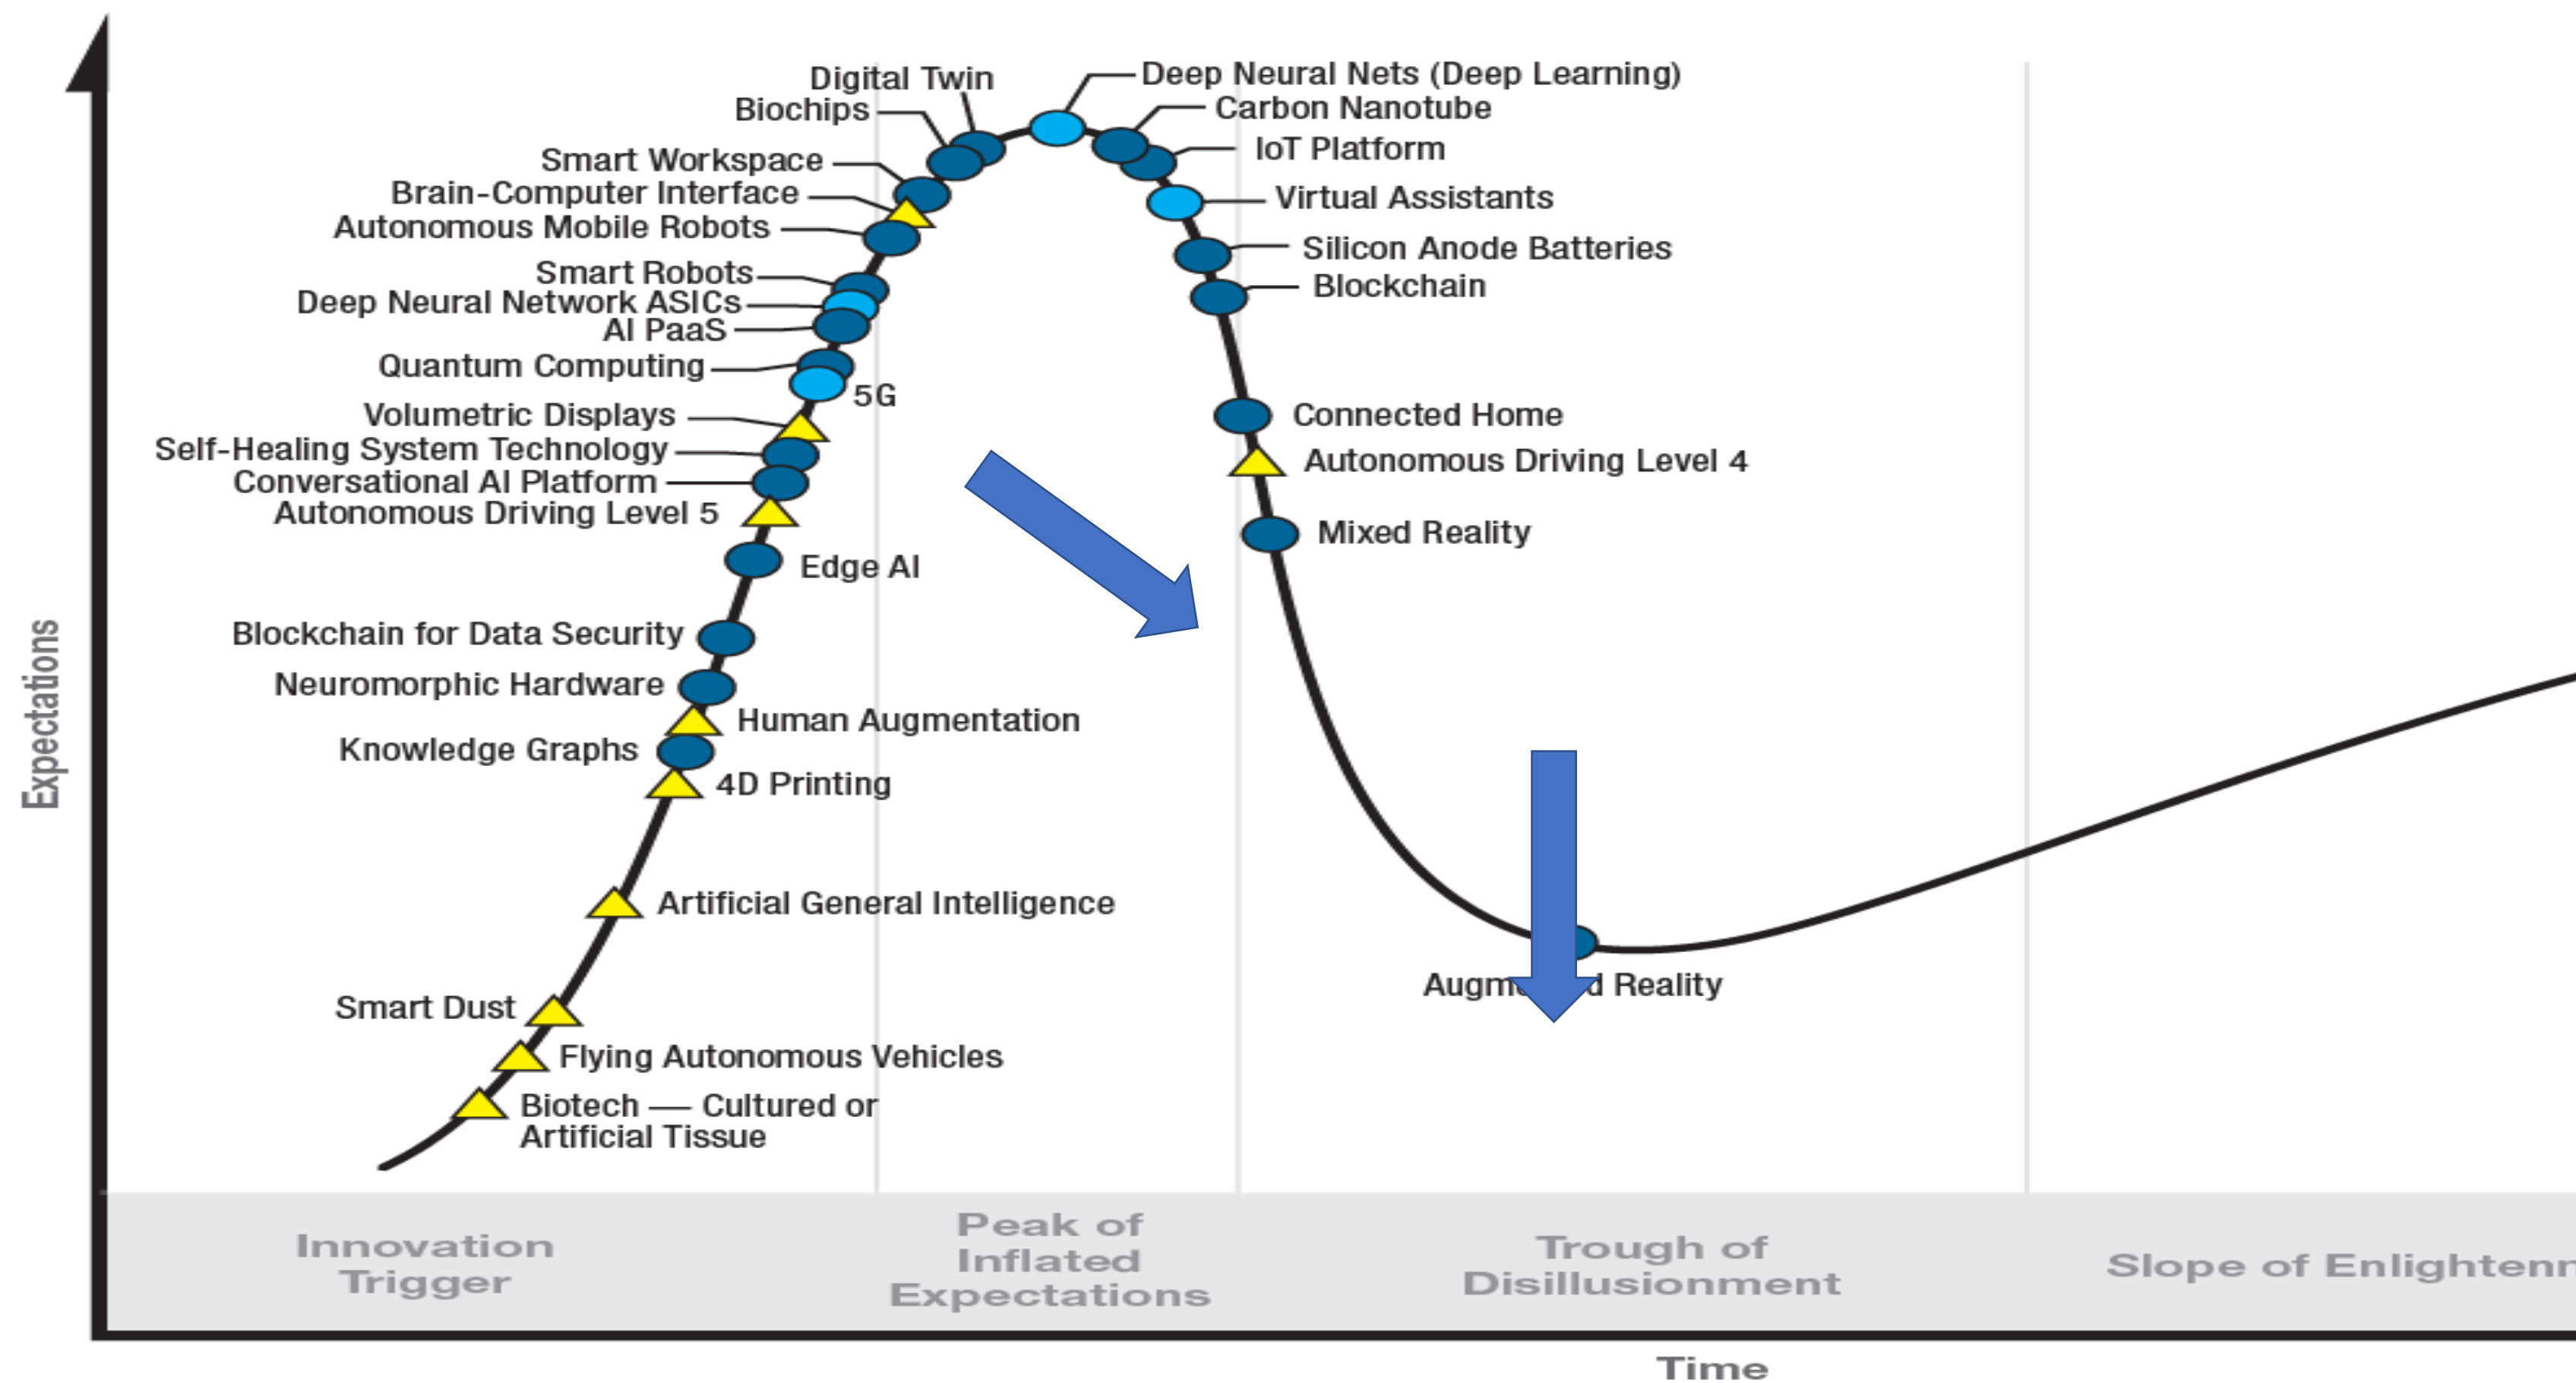 Digital Twin
Deep Neural Nets (Deep Learning)
Biochips
Carbon Nanotube
Smart Workspace
IoT Platform
Brain-Computer Interface
Virtual Assistants
Autonomous Mobile Robots
Silicon Anode Batteries
Smart Robots
Blockchain
Deep Neural Network ASICs
AI PaaS
Quantum Computing
5G
Volumetric Displays
Connected Home
Self-Healing System Technology
Autonomous Driving Level 4
Conversational AI Platform
Autonomous Driving Level 5
Mixed Reality
Edge AI
Blockchain for Data Security
Neuromorphic Hardware
Human Augmentation
Knowledge Graphs
4D Printing
Expectations
Artificial General Intelligence
Reality
Smart Dust
Flying Autonomous Vehicles
Biotech — Cultured or
Artificial Tissue
Innovation
Trigger
Peak of
Inflated
Expectations
Trough of
Disillusionment
Slope of
Time